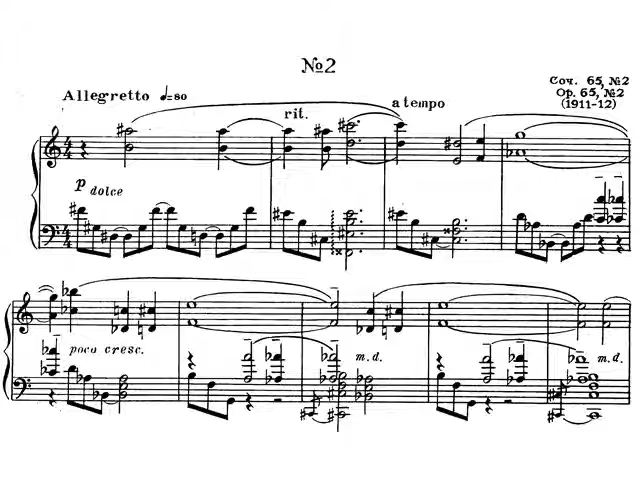 №2
Соч. 65, №2
Op. 65, №2
(1911-12)
Allegretto ♩=80
rit.
a tempo
p dolce
poco cresc.
m.d.
m.d.